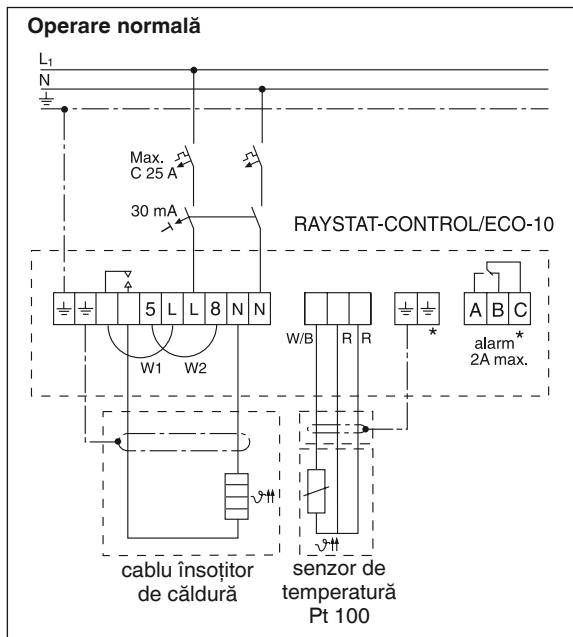 Operare normală
L1
N
Max.
C 25 A
30 mA
RAYSTAT-CONTROL/ECO-10
5 L L 8 N N
A B C
W/B R R
*
*
alarm
2A max.
W1 W2
ϑ
ϑ
cablu însoțitor
de căldură
senzor de
temperatură
Pt 100